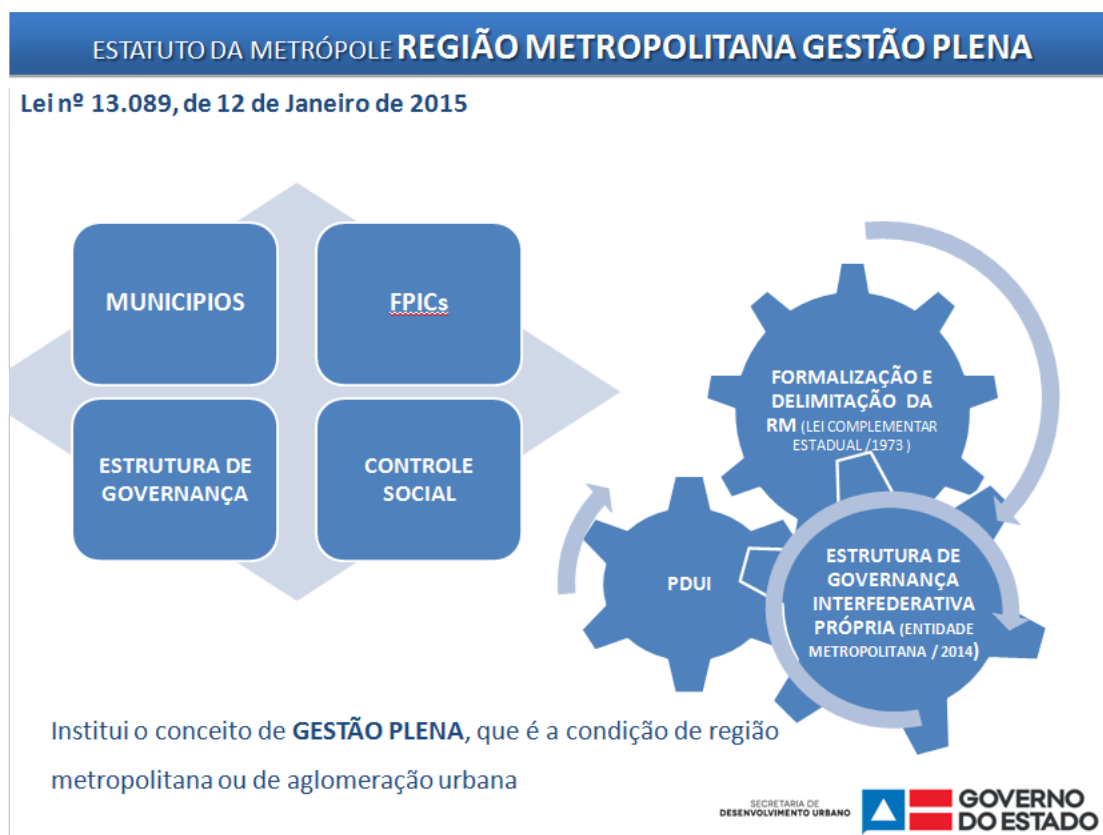 ESTATUTO DA METRÓPOLE REGIÃO METROPOLITANA GESTÃO PLENA
Lei nº 13.089, de 12 de Janeiro de 2015
MUNICIPIOS
FPICs
ESTRUTURA DE
GOVERNANÇA
CONTROLE
SOCIAL
FORMALIZAÇÃO E
DELIMITAÇÃO DA
RM (LEI COMPLEMENTAR
ESTADUAL /1973 )
PDUI
ESTRUTURA DE
GOVERNANÇA
INTERFEDERATIVA
PRÓPRIA (ENTIDADE
METROPOLITANA / 2014)
Institui o conceito de GESTÃO PLENA, que é a condição de região
metropolitana ou de aglomeração urbana
SECRETARIA DE
DESENVOLVIMENTO URBANO
GOVERNO
DO ESTADO